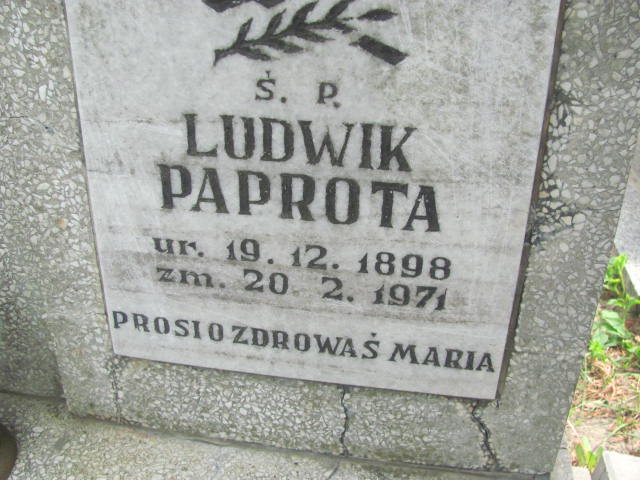 Ś. P.
LUDWIK
PAPROTA
ur. 19. 12. 1898
zm. 20. 2. 1971
PROSI O ZDROWAŚ MARIA